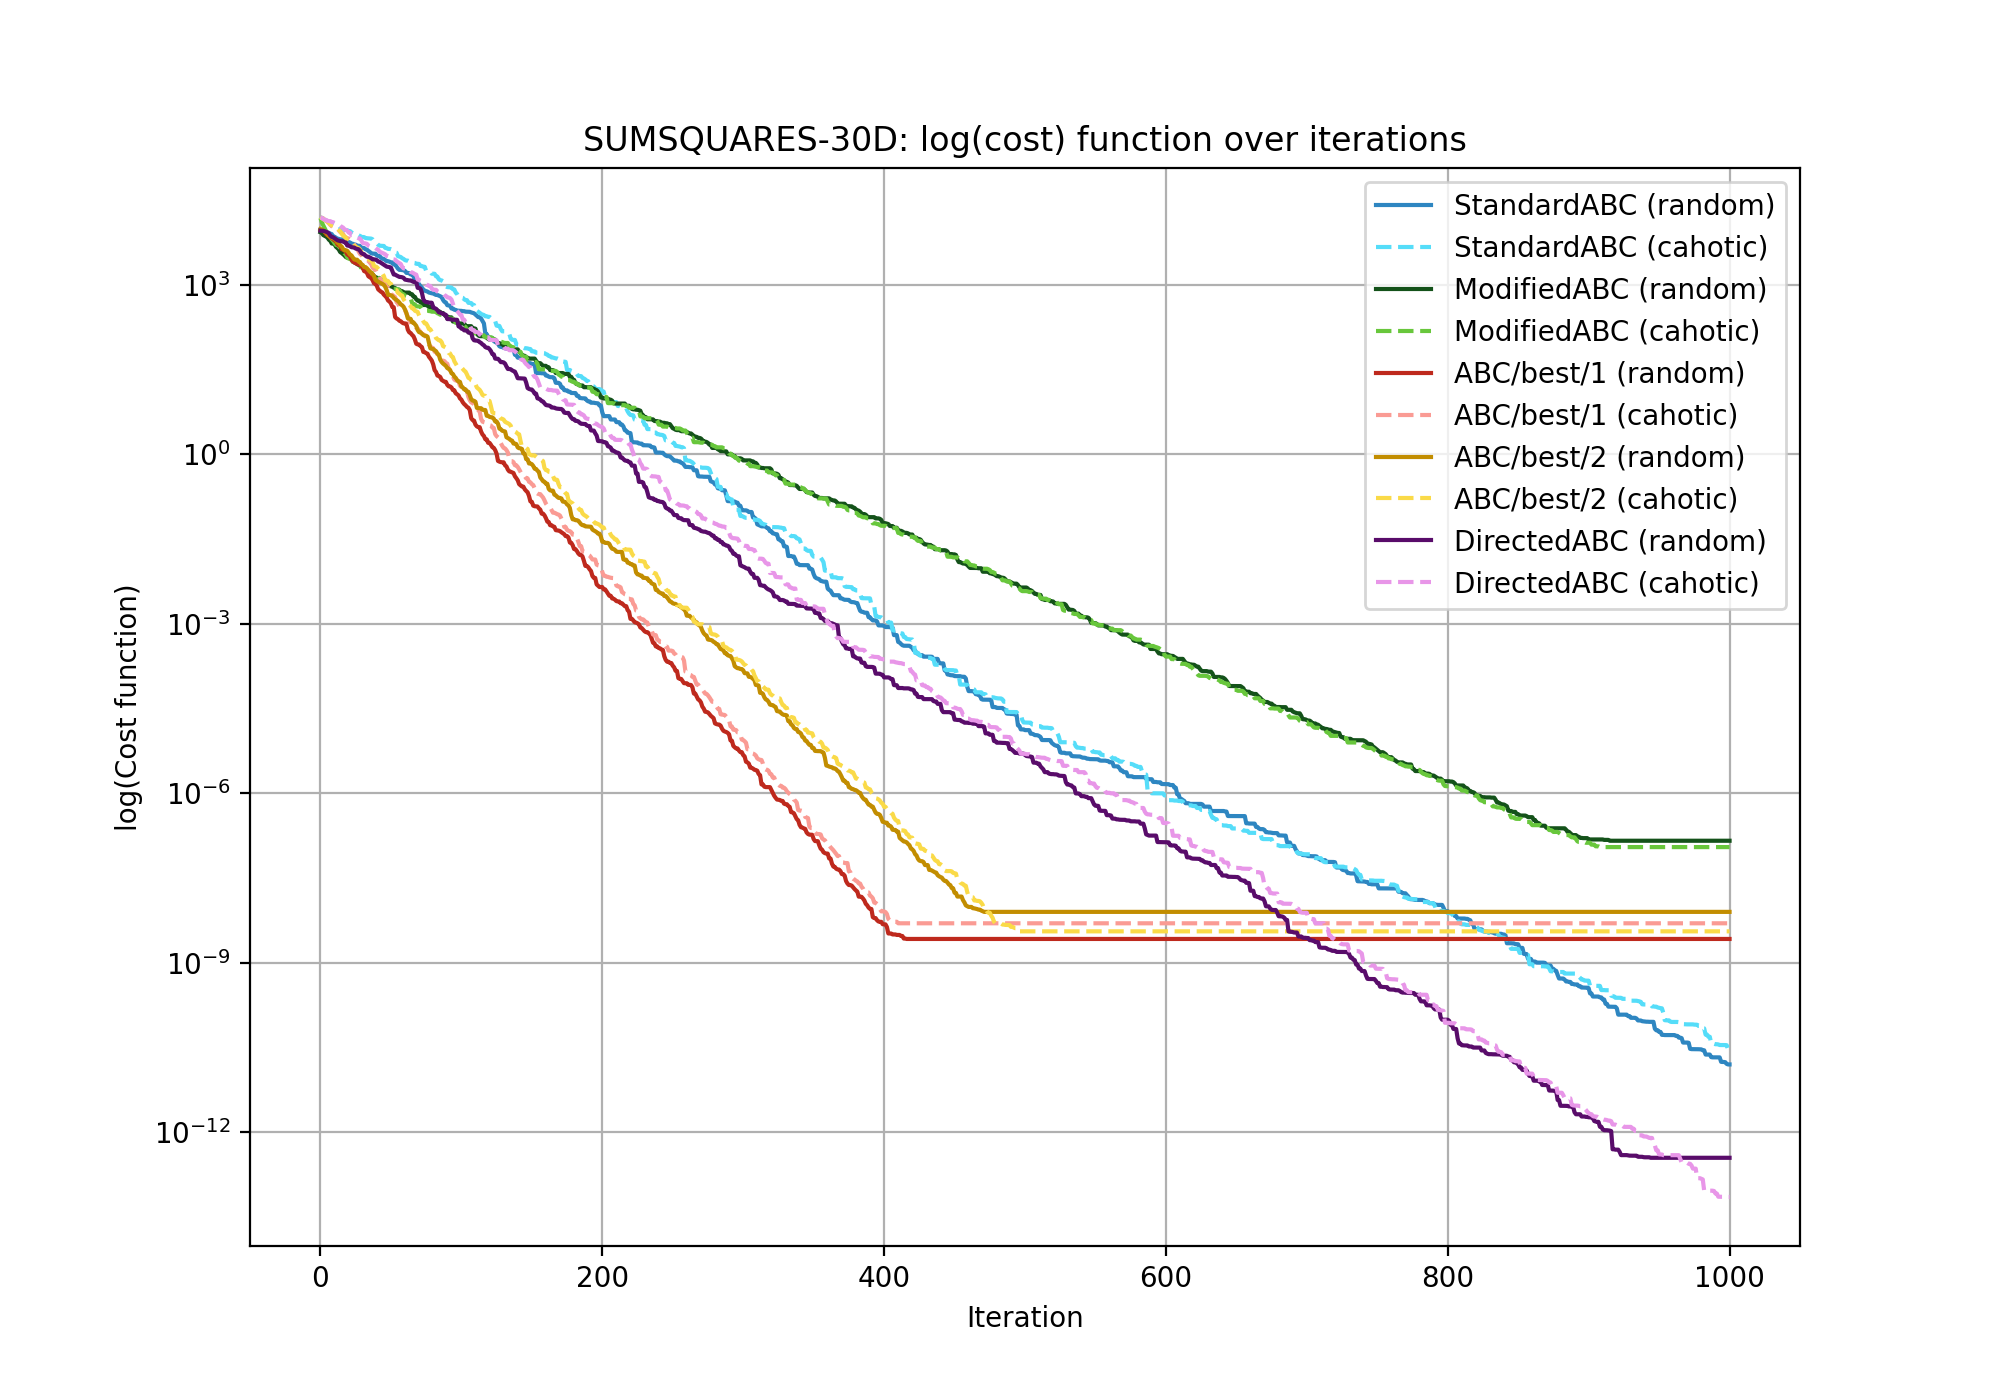 SUMSQUARES-30D: log(cost) function over iterations
log(Cost function)
10³
10⁰
10⁻³
10⁻⁶
10⁻⁹
10⁻¹²
StandardABC (random)
StandardABC (cahotic)
ModifiedABC (random)
ModifiedABC (cahotic)
ABC/best/1 (random)
ABC/best/1 (cahotic)
ABC/best/2 (random)
ABC/best/2 (cahotic)
DirectedABC (random)
DirectedABC (cahotic)
0 200 400 600 800 1000
Iteration